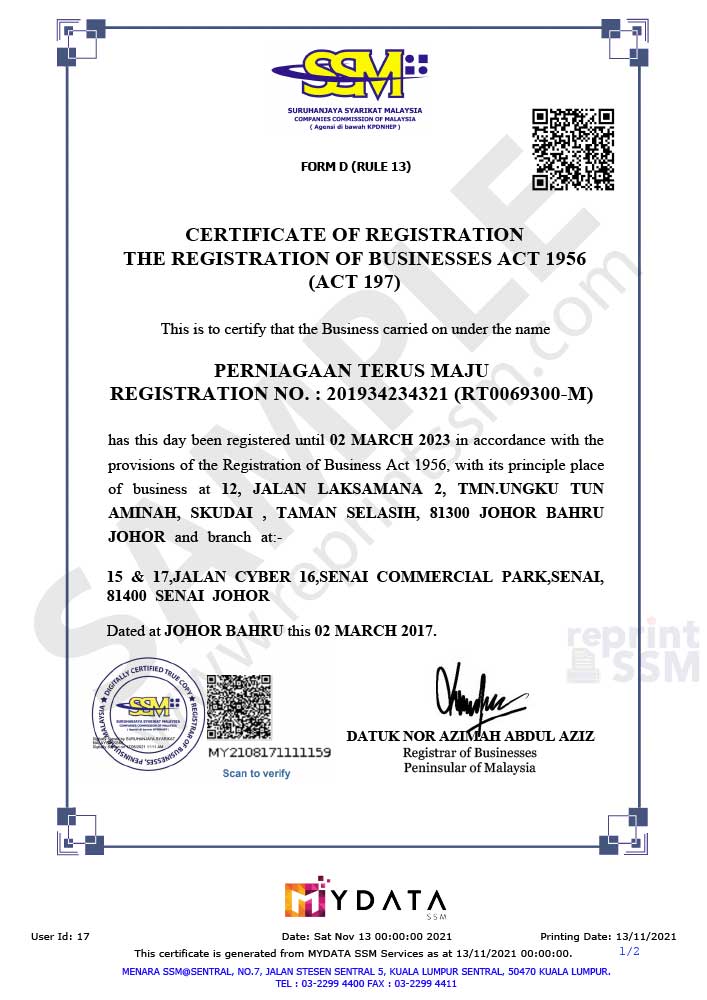 SSM
SURUHANJAYA SYARIKAT MALAYSIA
COMPANIES COMMISSION OF MALAYSIA
( Agensi di bawah KPDNHEP )
FORM D (RULE 13)
CERTIFICATE OF REGISTRATION
THE REGISTRATION OF BUSINESSES ACT 1956
(ACT 197)
This is to certify that the Business carried on under the name
PERNIAGAAN TERUS MAJU
REGISTRATION NO. : 201934234321 (RT0069300-M)
has this day been registered until 02 MARCH 2023 in accordance with the
provisions of the Registration of Business Act 1956, with its principle place
of business at 12, JALAN LAKSAMANA 2, TMN.UNGKU TUN
AMINAH, SKUDAI , TAMAN SELASIH, 81300 JOHOR BAHRU
JOHOR and branch at:-
15 & 17,JALAN CYBER 16,SENAI COMMERCIAL PARK,SENAI,
81400 SENAI JOHOR
Dated at JOHOR BAHRU this 02 MARCH 2017.
SAMPLE
www.reprintssm.com
reprint
SSM
DIGITALLY CERTIFIED TRUE COPY
REGISTRAR OF BUSINESSES, PENINSULAR MALAYSIA
SSM
SURUHANJAYA SYARIKAT MALAYSIA
COMPANIES COMMISSION OF MALAYSIA
MY2108171111159
Scan to verify
DATUK NOR AZIMAH ABDUL AZIZ
Registrar of Businesses
Peninsular of Malaysia
MYDATA
SSM
User Id: 17
Date: Sat Nov 13 00:00:00 2021
Printing Date: 13/11/2021
This certificate is generated from MYDATA SSM Services as at 13/11/2021 00:00:00.
1/2
MENARA SSM@SENTRAL, NO.7, JALAN STESEN SENTRAL 5, KUALA LUMPUR SENTRAL, 50470 KUALA LUMPUR.
TEL : 03-2299 4400 FAX : 03-2299 4411